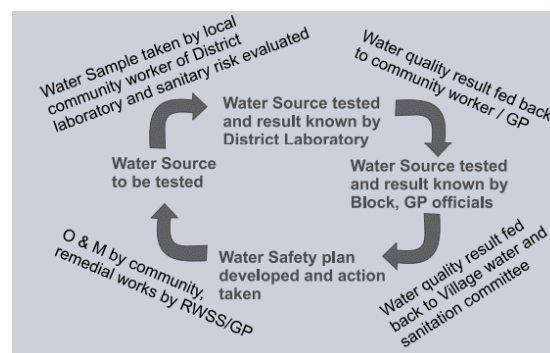 Water Sample taken by local
community worker of District
laboratory and sanitary risk evaluated
Water quality result fed back
to community worker / GP
Water Source tested
and result known by
District Laboratory
Water Source
to be tested
Water Source tested
and result known by
Block, GP officials
Water Safety plan
developed and action
taken
O & M by community,
remedial works by RWSS/GP
Water quality result fed
back to Village water and
sanitation committee